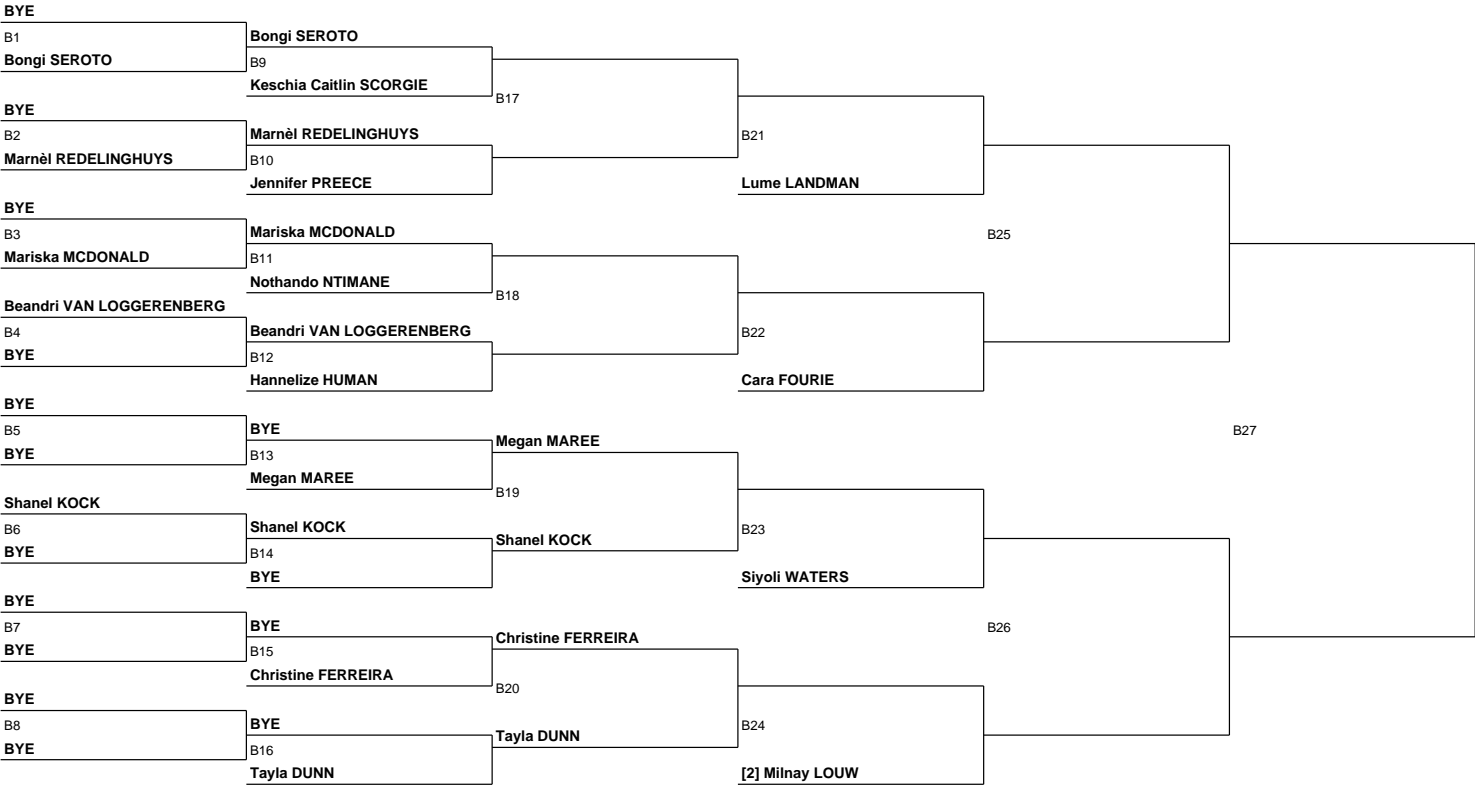 BYE
B1
Bongi SEROTO
BYE
B2
Marnèl REDELINGHUYS
BYE
B3
Mariska MCDONALD
Beandri VAN LOGGERENBERG
B4
BYE
BYE
B5
BYE
Shanel KOCK
B6
BYE
BYE
B7
BYE
BYE
B8
BYE
Bongi SEROTO
B9
Keschia Caitlin SCORGIE
Marnèl REDELINGHUYS
B10
Jennifer PREECE
Mariska MCDONALD
B11
Nothando NTIMANE
Beandri VAN LOGGERENBERG
B12
Hannelize HUMAN
BYE
B13
Megan MAREE
Shanel KOCK
B14
BYE
BYE
B15
Christine FERREIRA
BYE
B16
Tayla DUNN
B17
B18
Megan MAREE
B19
Shanel KOCK
Christine FERREIRA
B20
Tayla DUNN
B21
Lume LANDMAN
B22
Cara FOURIE
B23
Siyoli WATERS
B24
[2] Milnay LOUW
B25
B26
B27